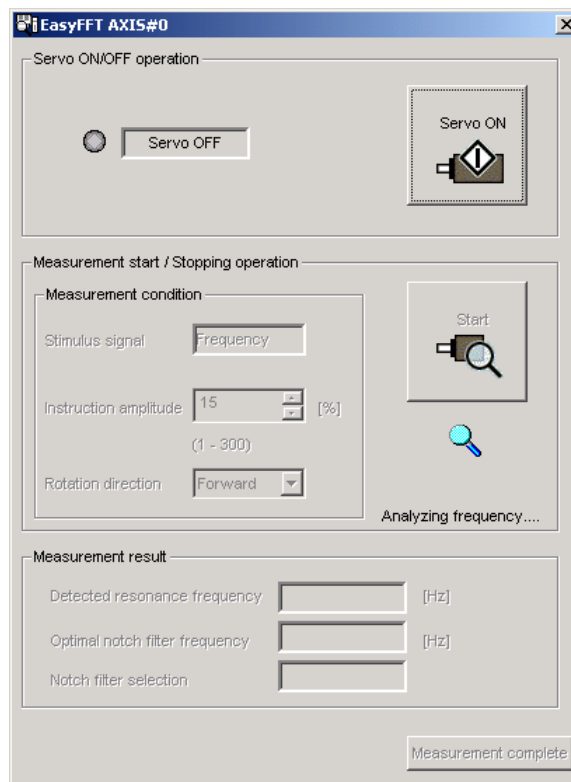 EasyFFT AXIS#0
Servo ON/OFF operation
Servo OFF
Servo ON
Measurement start / Stopping operation
Measurement condition
Stimulus signal Frequency
Start
Instruction amplitude 15 [%]
(1 - 300)
Rotation direction Forward
Analyzing frequency....
Measurement result
Detected resonance frequency [Hz]
Optimal notch filter frequency [Hz]
Notch filter selection
Measurement complete